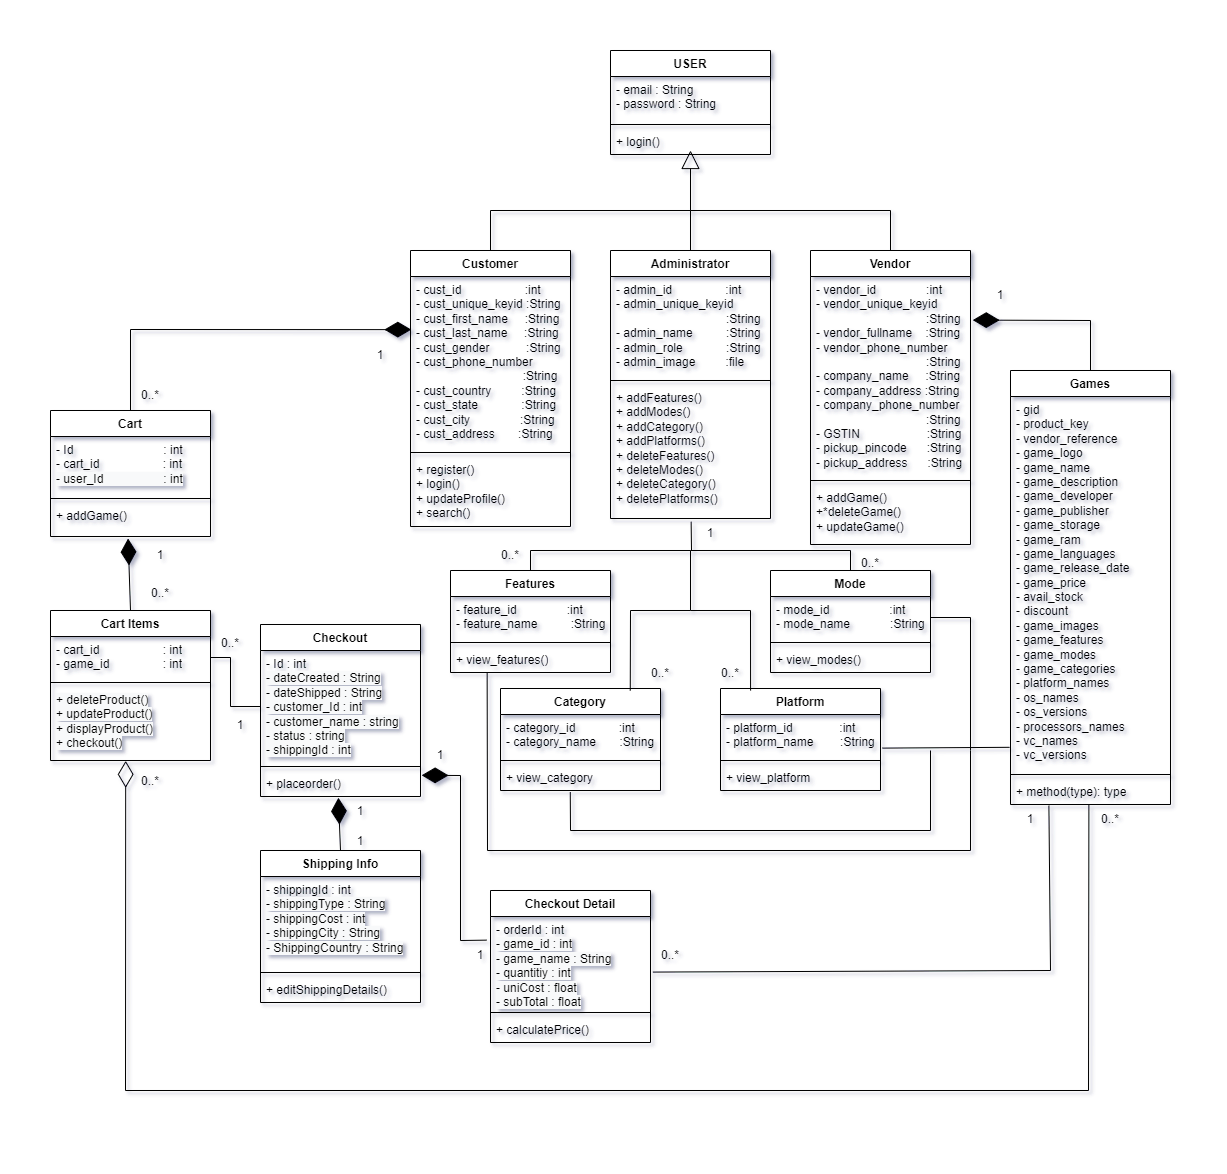 USER
- email : String
- password : String
+ login()
Customer
- cust_id :int
- cust_unique_keyid :String
- cust_first_name :String
- cust_last_name :String
- cust_gender :String
- cust_phone_number
:String
- cust_country :String
- cust_state :String
- cust_city :String
- cust_address :String
+ register()
+ login()
+ updateProfile()
+ search()
Administrator
- admin_id :int
- admin_unique_keyid
:String
- admin_name :String
- admin_role :String
- admin_image :file
+ addFeatures()
+ addModes()
+ addCategory()
+ addPlatforms()
+ deleteFeatures()
+ deleteModes()
+ deleteCategory()
+ deletePlatforms()
1
Vendor
- vendor_id :int
- vendor_unique_keyid
:String
- vendor_fullname :String
- vendor_phone_number
:String
- company_name :String
- company_address :String
- company_phone_number
:String
- GSTIN :String
- pickup_pincode :String
- pickup_address :String
+ addGame()
+*deleteGame()
+ updateGame()
1
Games
- gid
- product_key
- vendor_reference
- game_logo
- game_name
- game_description
- game_developer
- game_publisher
- game_storage
- game_ram
- game_languages
- game_release_date
- game_price
- avail_stock
- discount
- game_images
- game_features
- game_modes
- game_categories
- platform_names
- os_names
- os_versions
- processors_names
- vc_names
- vc_versions
+ method(type): type
1
0..*
1
0..*
Cart
- Id : int
- cart_id : int
- user_Id : int
+ addGame()
1
0..*
Cart Items
- cart_id : int
- game_id : int
+ deleteProduct()
+ updateProduct()
+ displayProduct()
+ checkout()
0..*
0..*
1
Checkout
- Id : int
- dateCreated : String
- dateShipped : String
- customer_Id : int
- customer_name : string
- status : string
- shippingId : int
+ placeorder()
1
1
1
Shipping Info
- shippingId : int
- shippingType : String
- shippingCost : int
- shippingCity : String
- ShippingCountry : String
+ editShippingDetails()
0..*
Features
- feature_id :int
- feature_name :String
+ view_features()
0..*
Mode
- mode_id :int
- mode_name :String
+ view_modes()
0..*
Category
- category_id :int
- category_name :String
+ view_category
0..*
Platform
- platform_id :int
- platform_name :String
+ view_platform
Checkout Detail
- orderId : int
- game_id : int
- game_name : String
- quantitiy : int
- uniCost : float
- subTotal : float
+ calculatePrice()
1
0..*